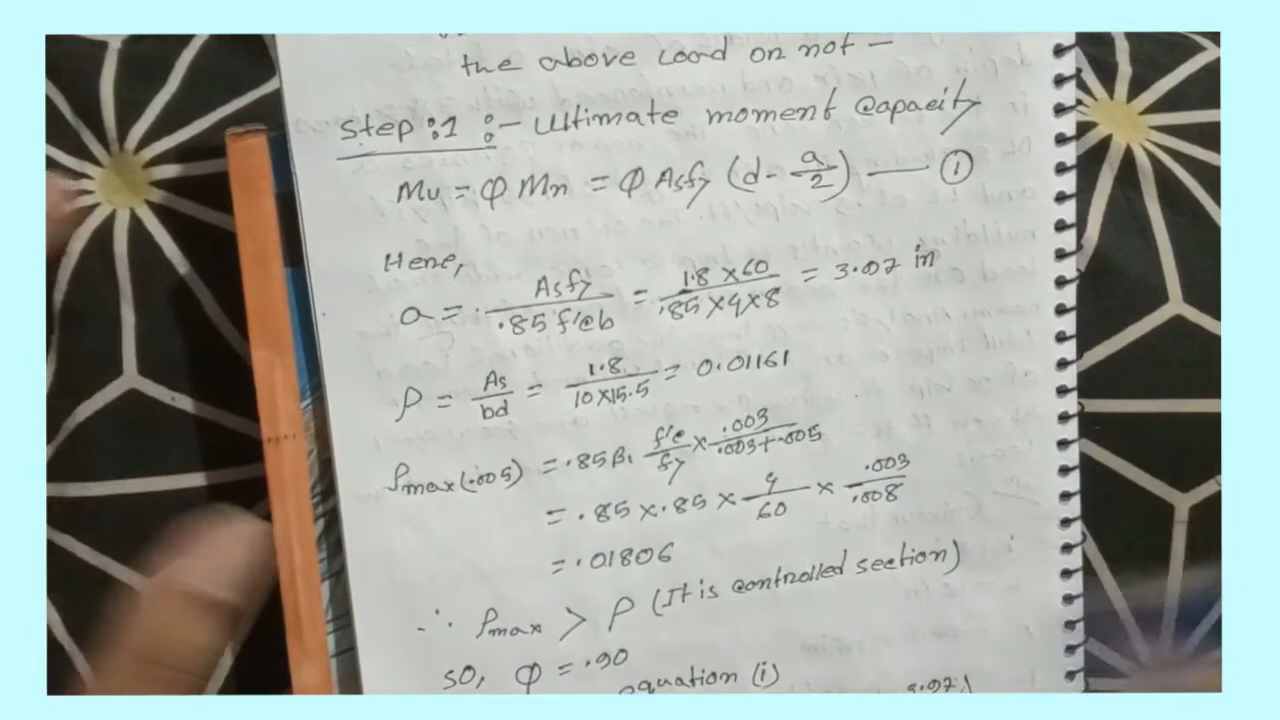 the above load or not –
Step:1 :- Ultimate moment Capacity
Mu = φ Mn = φ Asfy (d - a/2) —— ①
Here,
a = Asfy / .85 f'c b = 1.8 × 60 / .85 × 4 × 8 = 3.07 in
ρ = As / bd = 1.8 / 10 × 15.5 = 0.01161
ρmax(.005) = .85 β1 f'c / fy × .003 / .003 + .005
= .85 × .85 × 4 / 60 × .003 / .008
= .01806
∴ ρmax > ρ (It is controlled section)
so, φ = .90
equation (i)